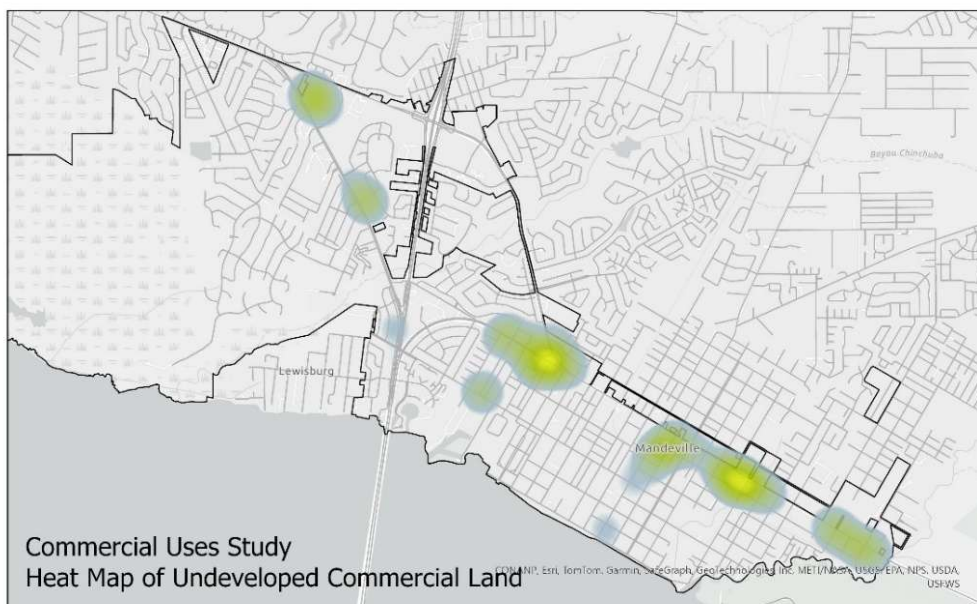 Bayou Chinchuba
Lewisburg
Mandeville
Commercial Uses Study
Heat Map of Undeveloped Commercial Land
CONANP, Esri, TomTom, Garmin, SafeGraph, GeoTechnologies, Inc, METI/NASA, USGS, EPA, NPS, USDA,
USFWS